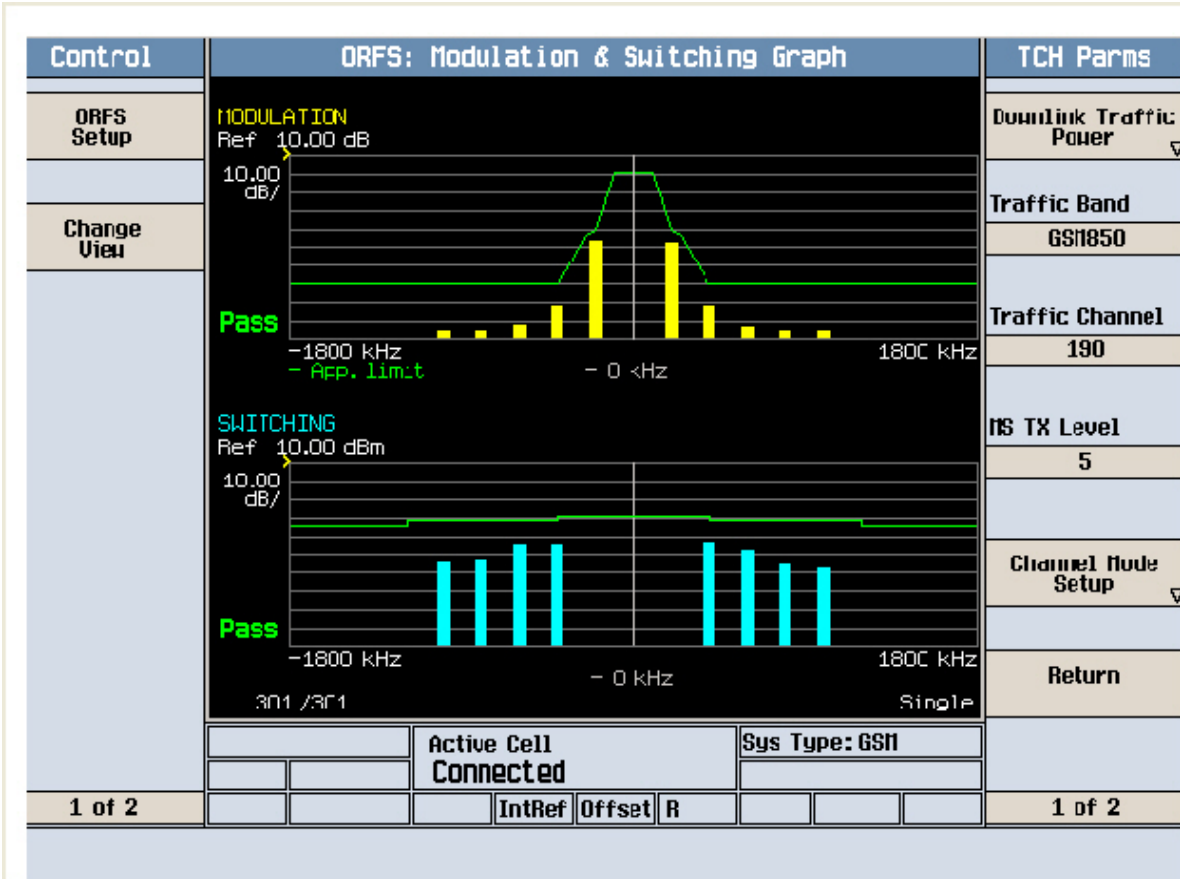 Control
ORFS: Modulation & Switching Graph
TCH Parms
ORFS
Setup
Change
View
1 of 2
MODULATION
Ref 10.00 dB
10.00
dB/
Pass
-1800 kHz
1800 kHz
- App. limit
- 0 kHz
SWITCHING
Ref 10.00 dBm
10.00
dB/
Pass
-1800 kHz
1800 kHz
- 0 kHz
301 /301
Single
Active Cell
Connected
Sys Type: GSM
IntRef
Offset
R
Downlink Traffic
Power
Traffic Band
GSM850
Traffic Channel
190
MS TX Level
5
Channel Mode
Setup
Return
1 of 2